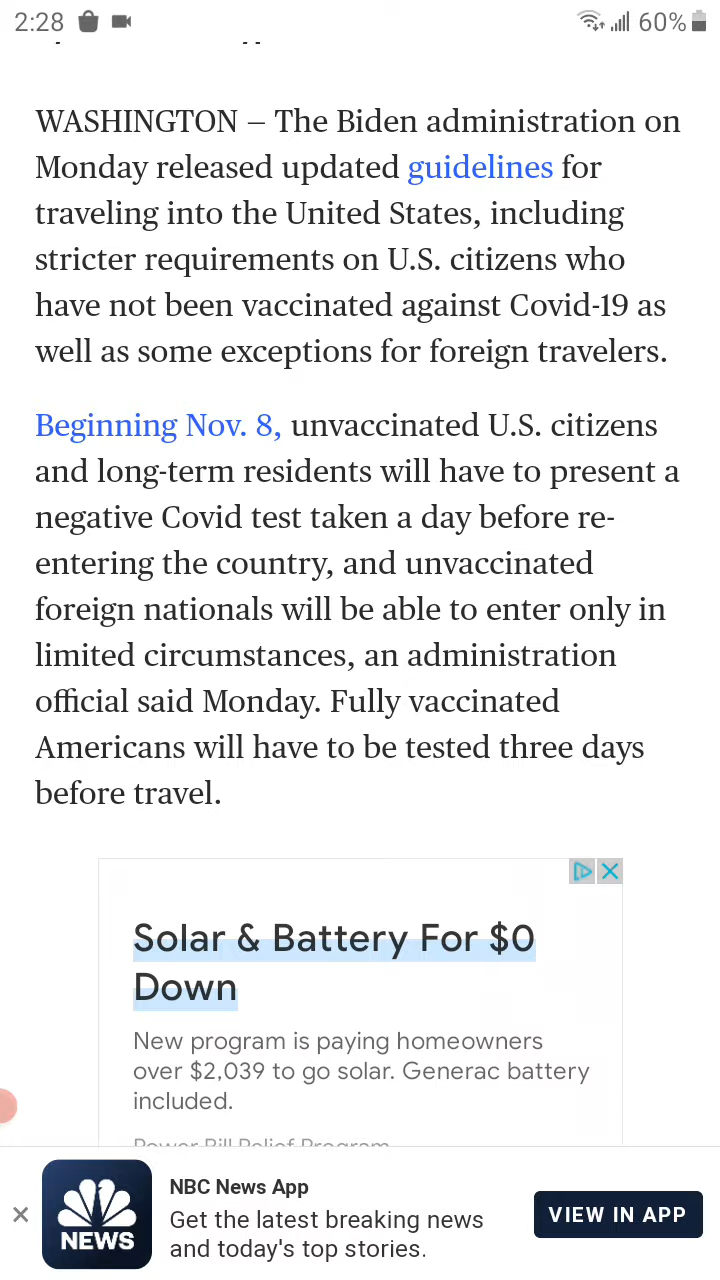 2:28
60%
WASHINGTON — The Biden administration on
Monday released updated guidelines for
traveling into the United States, including
stricter requirements on U.S. citizens who
have not been vaccinated against Covid-19 as
well as some exceptions for foreign travelers.
Beginning Nov. 8, unvaccinated U.S. citizens
and long-term residents will have to present a
negative Covid test taken a day before re-
entering the country, and unvaccinated
foreign nationals will be able to enter only in
limited circumstances, an administration
official said Monday. Fully vaccinated
Americans will have to be tested three days
before travel.
Solar & Battery For $0
Down
New program is paying homeowners
over $2,039 to go solar. Generac battery
included.
Power Bill Relief Program
NBC News App
Get the latest breaking news
and today's top stories.
VIEW IN APP
NEWS